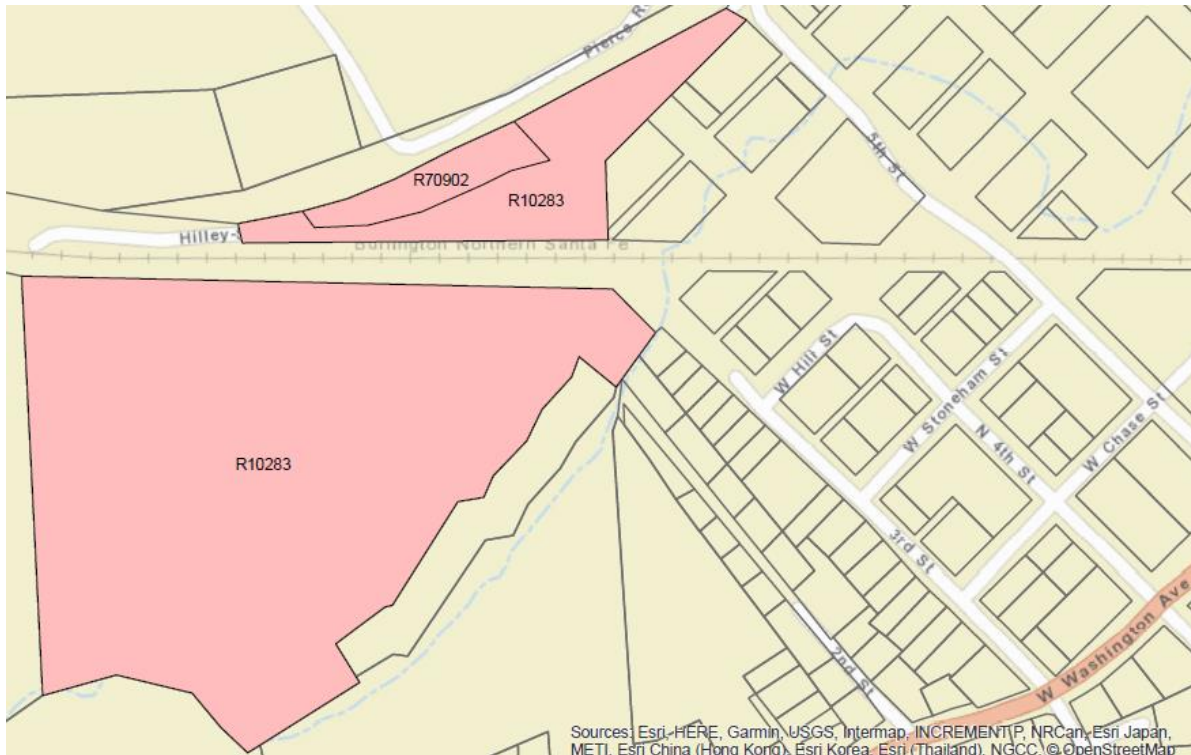 Pierce R
5th St
R70902
R10283
Hilley-
Burlington Northern Santa Fe
W Hill St
W Stoneham St
N 4th St
W Chase St
R10283
3rd St
2nd St
W Washington Ave
Sources: Esri, HERE, Garmin, USGS, Intermap, INCREMENT P, NRCan, Esri Japan,
METI, Esri China (Hong Kong), Esri Korea, Esri (Thailand), NGCC, © OpenStreetMap